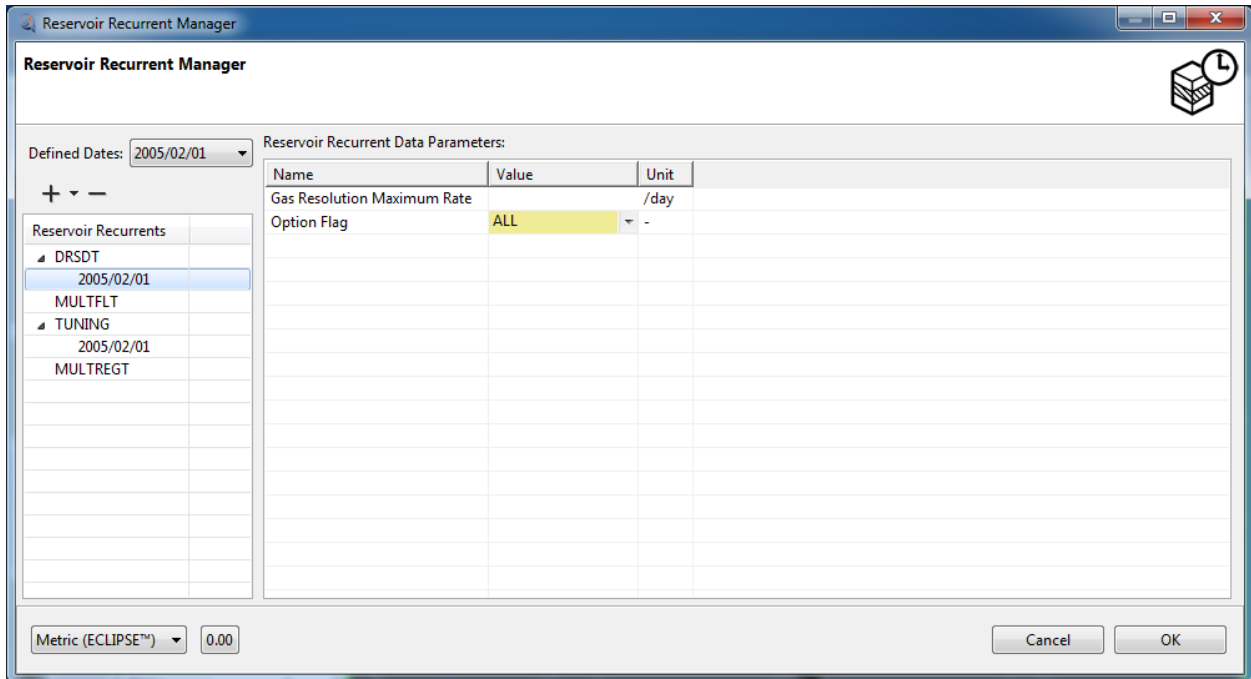 Reservoir Recurrent Manager
Reservoir Recurrent Manager
Defined Dates: 2005/02/01
Reservoir Recurrents
DRSDT
2005/02/01
MULTFLT
TUNING
2005/02/01
MULTREGT
Reservoir Recurrent Data Parameters:
Name Value Unit
Gas Resolution Maximum Rate /day
Option Flag ALL -
Metric (ECLIPSE™) 0.00 Cancel OK